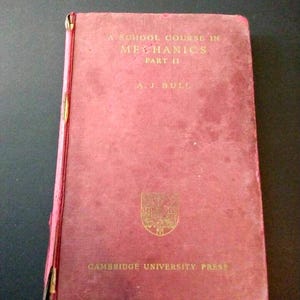 A SCHOOL COURSE IN
MECHANICS
PART II
A. J. BULL
CAMBRIDGE UNIVERSITY PRESS